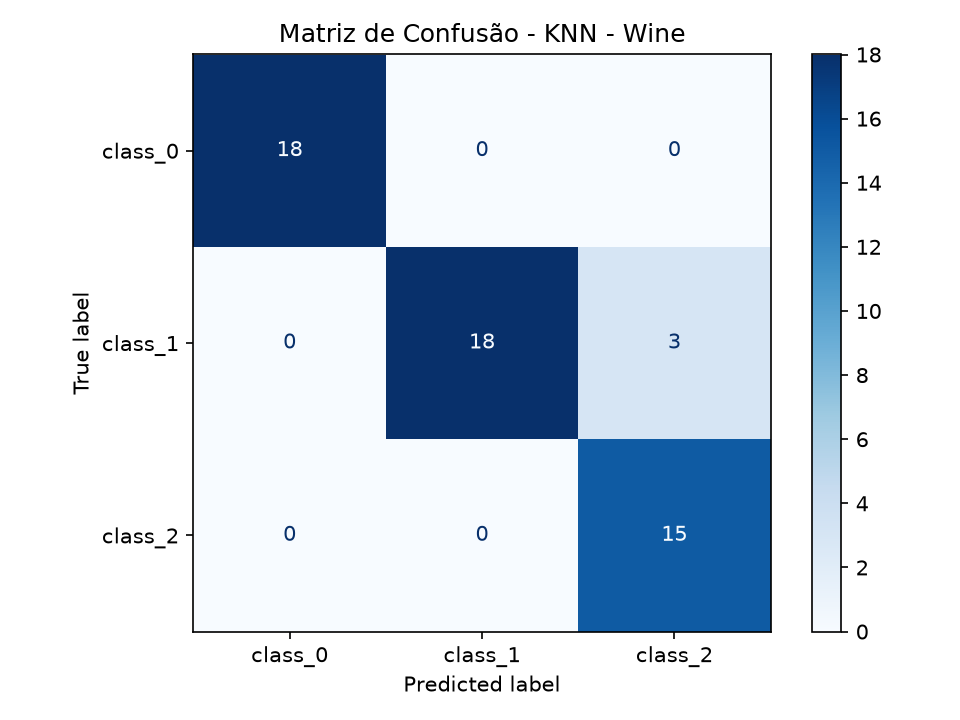 Matriz de Confusão - KNN - Wine
18
16
14
12
10
8
6
4
2
0
True label
class_0
18 0 0
class_1
0 18 3
class_2
0 0 15
class_0 class_1 class_2
Predicted label